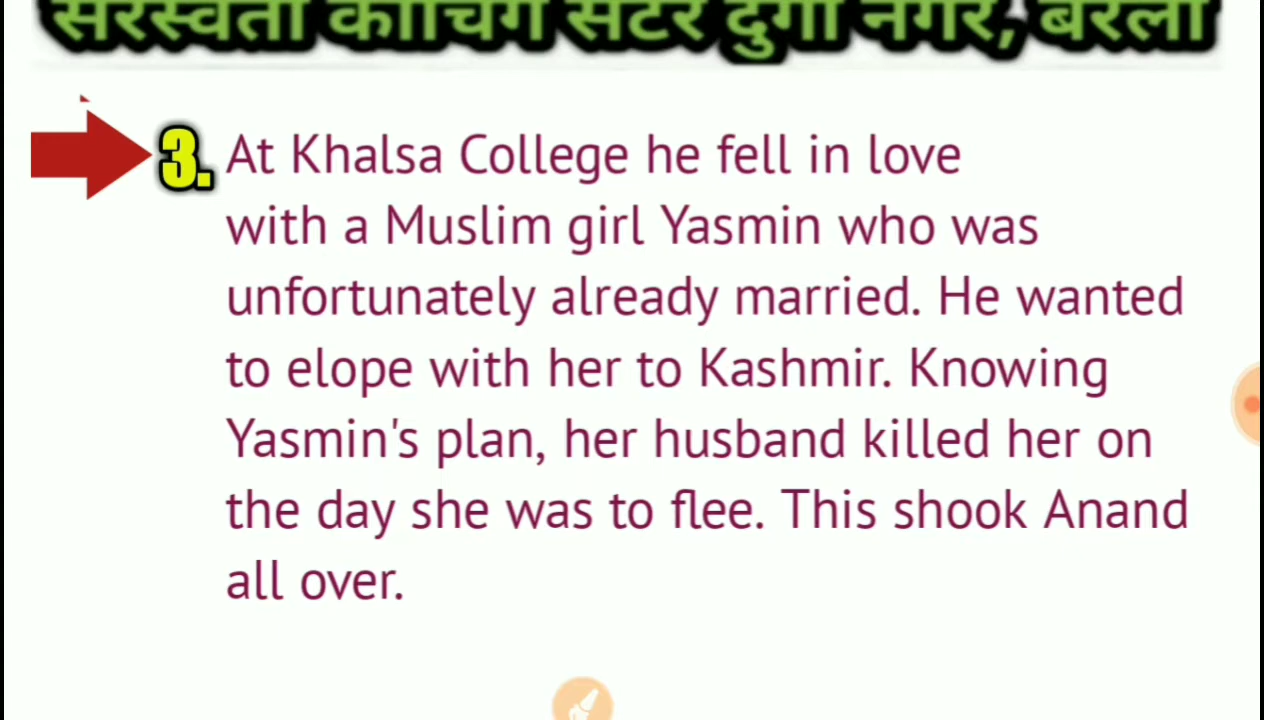 सरस्वती कोचिंग सेंटर दुर्गा नगर, बरेली
3. At Khalsa College he fell in love
with a Muslim girl Yasmin who was
unfortunately already married. He wanted
to elope with her to Kashmir. Knowing
Yasmin's plan, her husband killed her on
the day she was to flee. This shook Anand
all over.